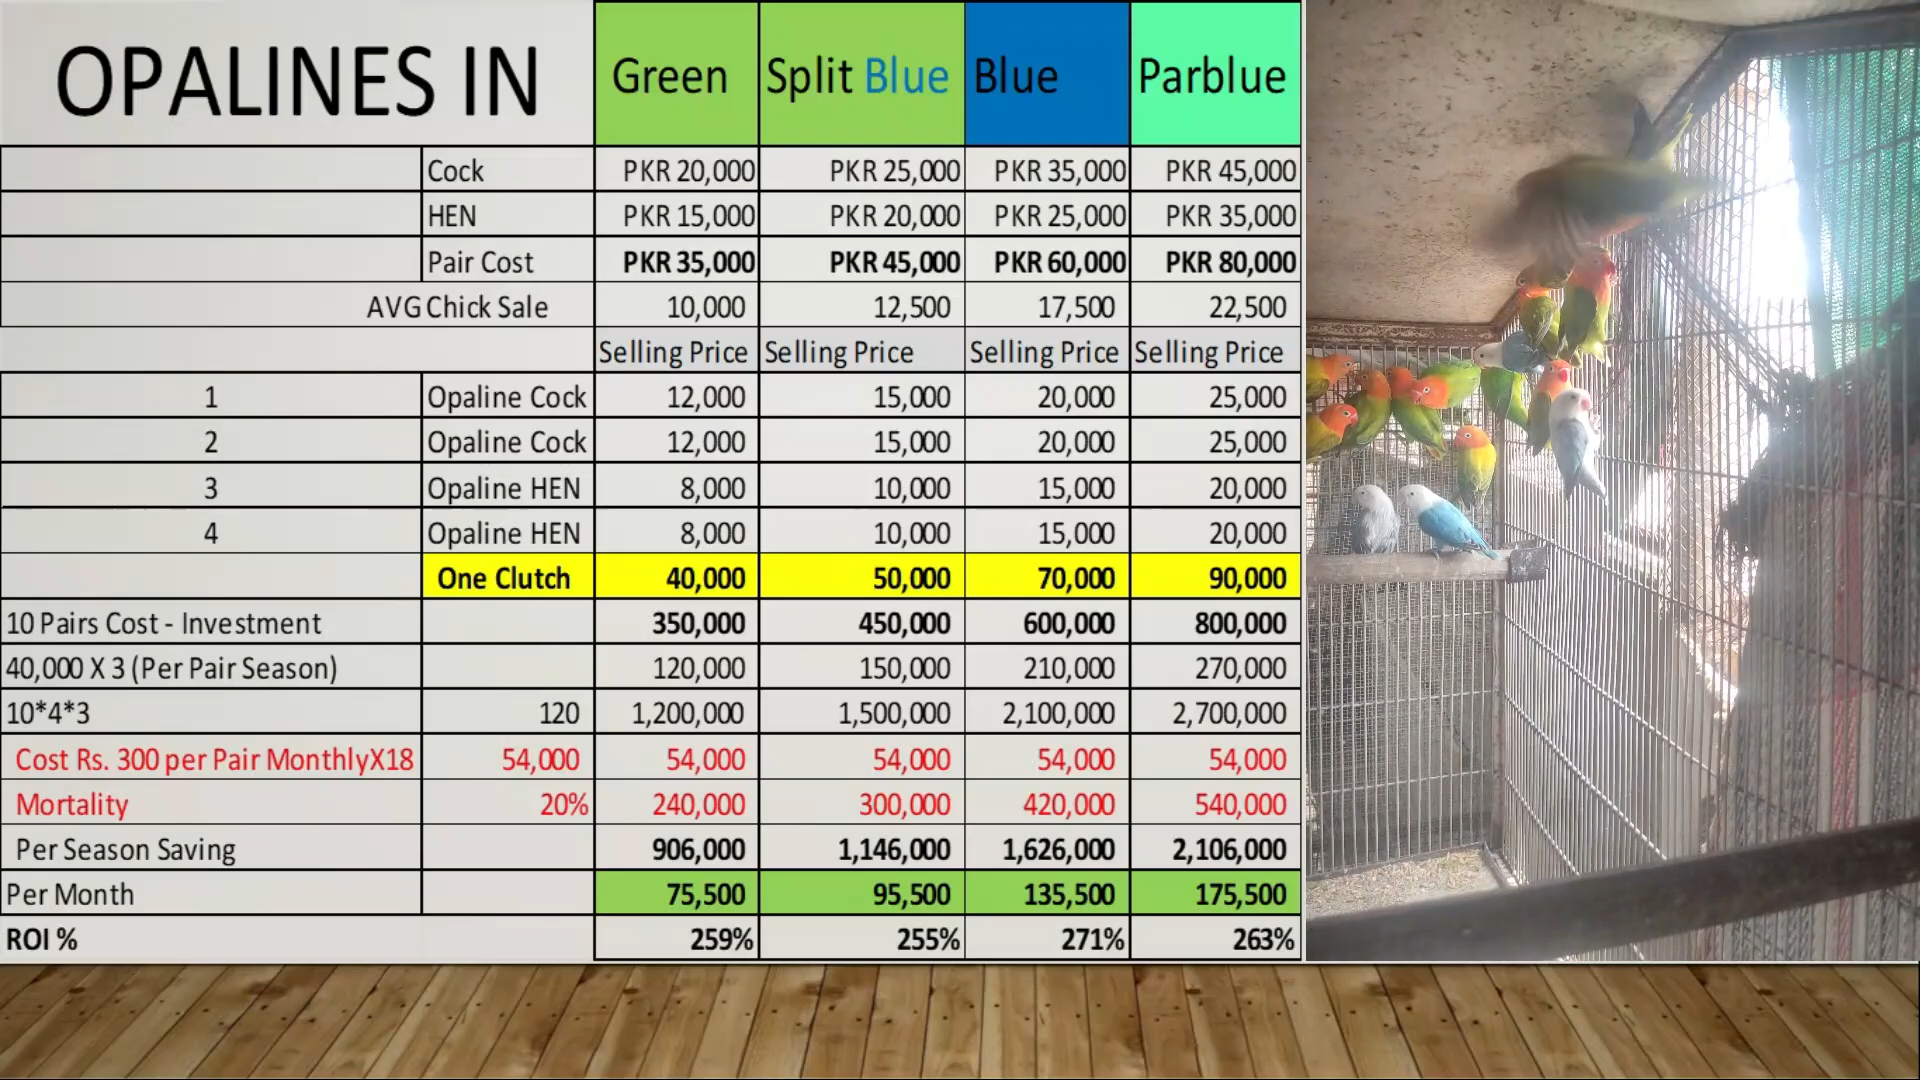 OPALINES IN Green Split Blue Blue Parblue
Cock PKR 20,000 PKR 25,000 PKR 35,000 PKR 45,000
HEN PKR 15,000 PKR 20,000 PKR 25,000 PKR 35,000
Pair Cost PKR 35,000 PKR 45,000 PKR 60,000 PKR 80,000
AVG Chick Sale 10,000 12,500 17,500 22,500
Selling Price Selling Price Selling Price Selling Price
1 Opaline Cock 12,000 15,000 20,000 25,000
2 Opaline Cock 12,000 15,000 20,000 25,000
3 Opaline HEN 8,000 10,000 15,000 20,000
4 Opaline HEN 8,000 10,000 15,000 20,000
One Clutch 40,000 50,000 70,000 90,000
10 Pairs Cost - Investment 350,000 450,000 600,000 800,000
40,000 X 3 (Per Pair Season) 120,000 150,000 210,000 270,000
10*4*3 120 1,200,000 1,500,000 2,100,000 2,700,000
Cost Rs. 300 per Pair MonthlyX18 54,000 54,000 54,000 54,000 54,000
Mortality 20% 240,000 300,000 420,000 540,000
Per Season Saving 906,000 1,146,000 1,626,000 2,106,000
Per Month 75,500 95,500 135,500 175,500
ROI % 259% 255% 271% 263%